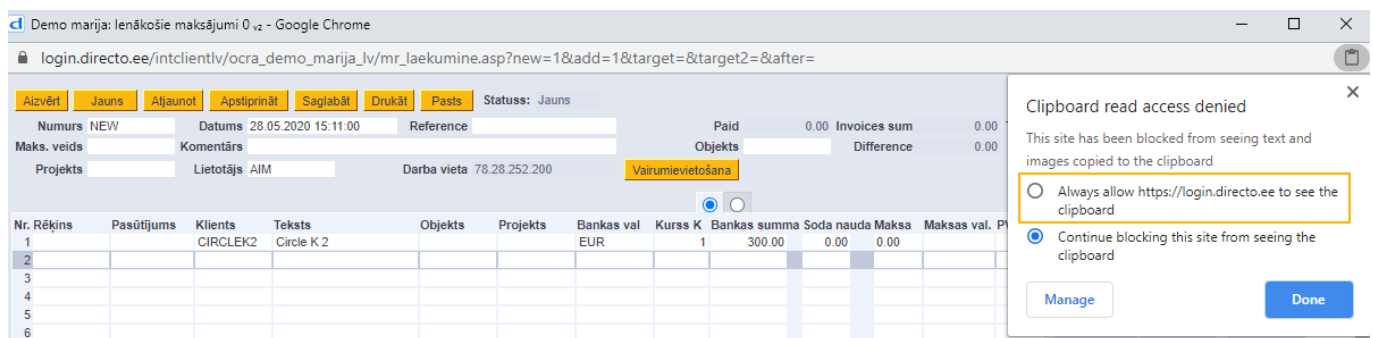 Demo marija: Ienākošie maksājumi 0 v2 - Google Chrome
login.directo.ee/intclientlv/ocra_demo_marija_lv/mr_laekumine.asp?new=1&add=1&target=&target2=&after=
Aizvērt Jauns Atjaunot Apstiprināt Saglabāt Drukāt Pasts Statuss: Jauns
Numurs NEW Datums 28.05.2020 15:11:00 Reference Paid 0.00 Invoices sum 0.00
Maks. veids Komentārs Objekts Difference 0.00
Projekts Lietotājs AIM Darba vieta 78.28.252.200 Vairumievietošana
Nr. Rēķins Pasūtījums Klients Teksts Objekts Projekts Bankas val Kurss K Bankas summa Soda nauda Maksa Maksas val.
1 CIRCLEK2 Circle K 2 EUR 1 300.00 0.00 0.00
2
3
4
5
6
Clipboard read access denied
This site has been blocked from seeing text and
images copied to the clipboard
Always allow https://login.directo.ee to see the
clipboard
Continue blocking this site from seeing the
clipboard
Manage Done